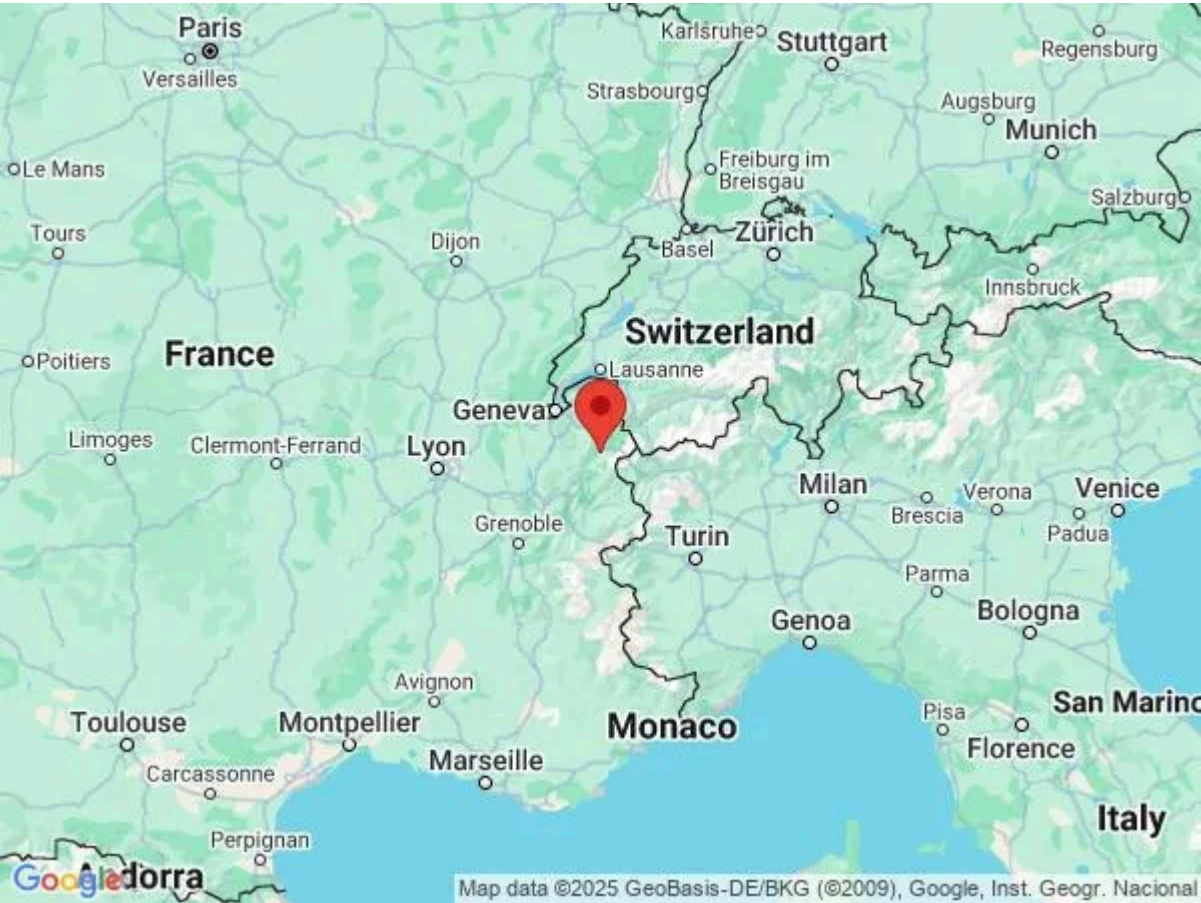 Paris
Versailles
Karlsruhe
Stuttgart
Regensburg
Strasbourg
Augsburg
Munich
Le Mans
Freiburg im
Breisgau
Salzburg
Tours
Dijon
Basel
Zürich
Innsbruck
Switzerland
France
Poitiers
Lausanne
Geneva
Limoges
Clermont-Ferrand
Lyon
Milan
Verona
Venice
Brescia
Padua
Grenoble
Turin
Parma
Genoa
Bologna
Avignon
San Marino
Toulouse
Montpellier
Monaco
Pisa
Florence
Marseille
Carcassonne
Italy
Perpignan
Andorra
Google
Map data ©2025 GeoBasis-DE/BKG (©2009), Google, Inst. Geogr. Nacional